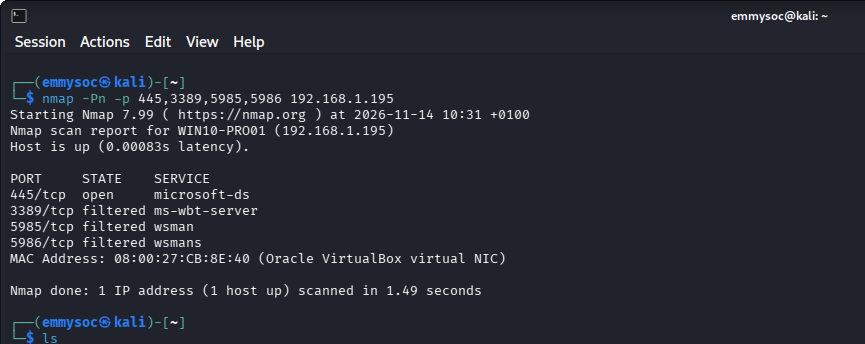 emmysoc@kali: ~
Session Actions Edit View Help
┌──(emmysoc㉿kali)-[~]
└─$ nmap -Pn -p 445,3389,5985,5986 192.168.1.195
Starting Nmap 7.99 ( https://nmap.org ) at 2026-11-14 10:31 +0100
Nmap scan report for WIN10-PRO01 (192.168.1.195)
Host is up (0.00083s latency).
PORT     STATE    SERVICE
445/tcp  open     microsoft-ds
3389/tcp filtered ms-wbt-server
5985/tcp filtered wsman
5986/tcp filtered wsmans
MAC Address: 08:00:27:CB:8E:40 (Oracle VirtualBox virtual NIC)
Nmap done: 1 IP address (1 host up) scanned in 1.49 seconds
┌──(emmysoc㉿kali)-[~]
└─$ ls